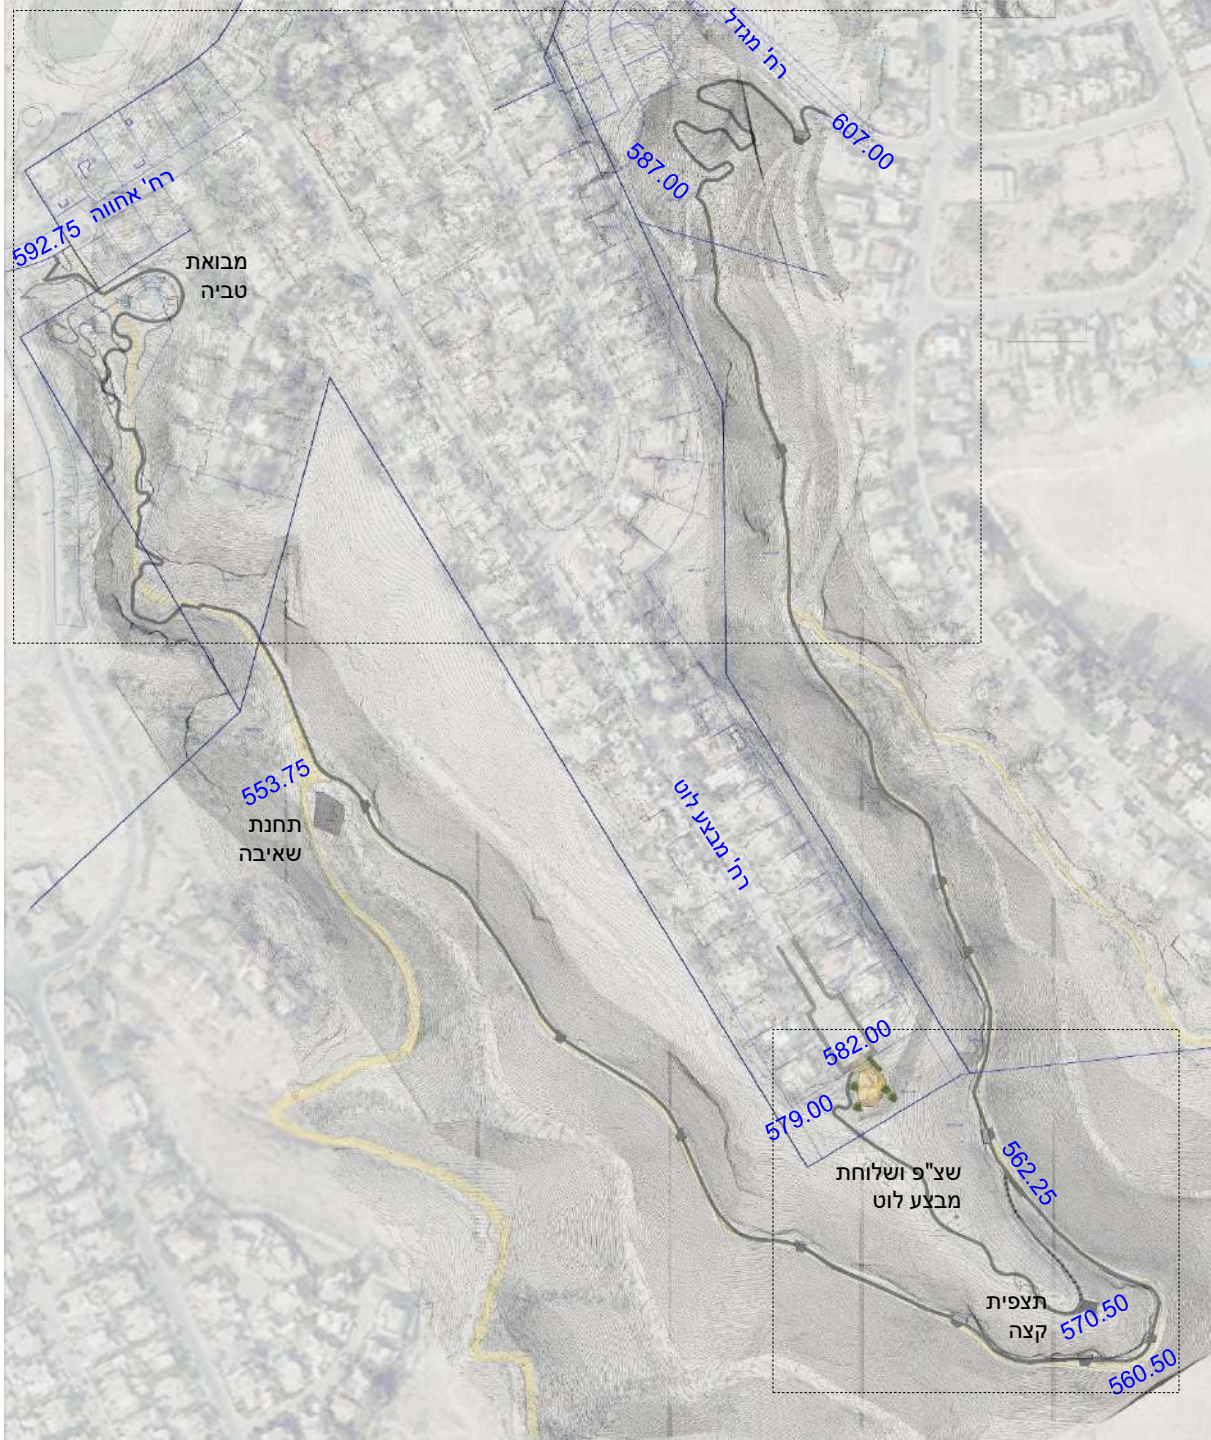 רח' מגדל
607.00
587.00
רח' אחווה
592.75
מבואת
טביה
553.75
תחנת
שאיבה
רח' מבצע לוט
582.00
579.00
562.25
שצ"פ ושלוחת
מבצע לוט
תצפית
קצה
570.50
560.50